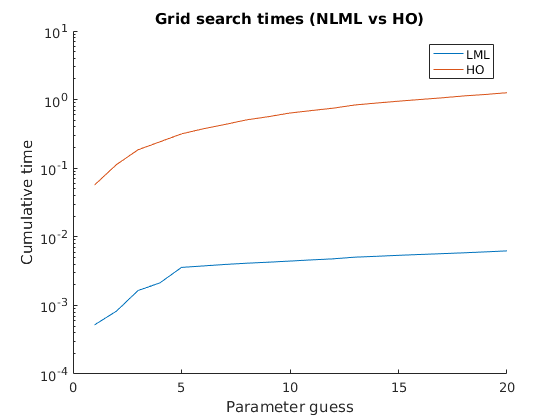 Grid search times (NLML vs HO)
LML
HO
10^1
10^0
10^-1
10^-2
10^-3
10^-4
Cumulative time
0 5 10 15 20
Parameter guess